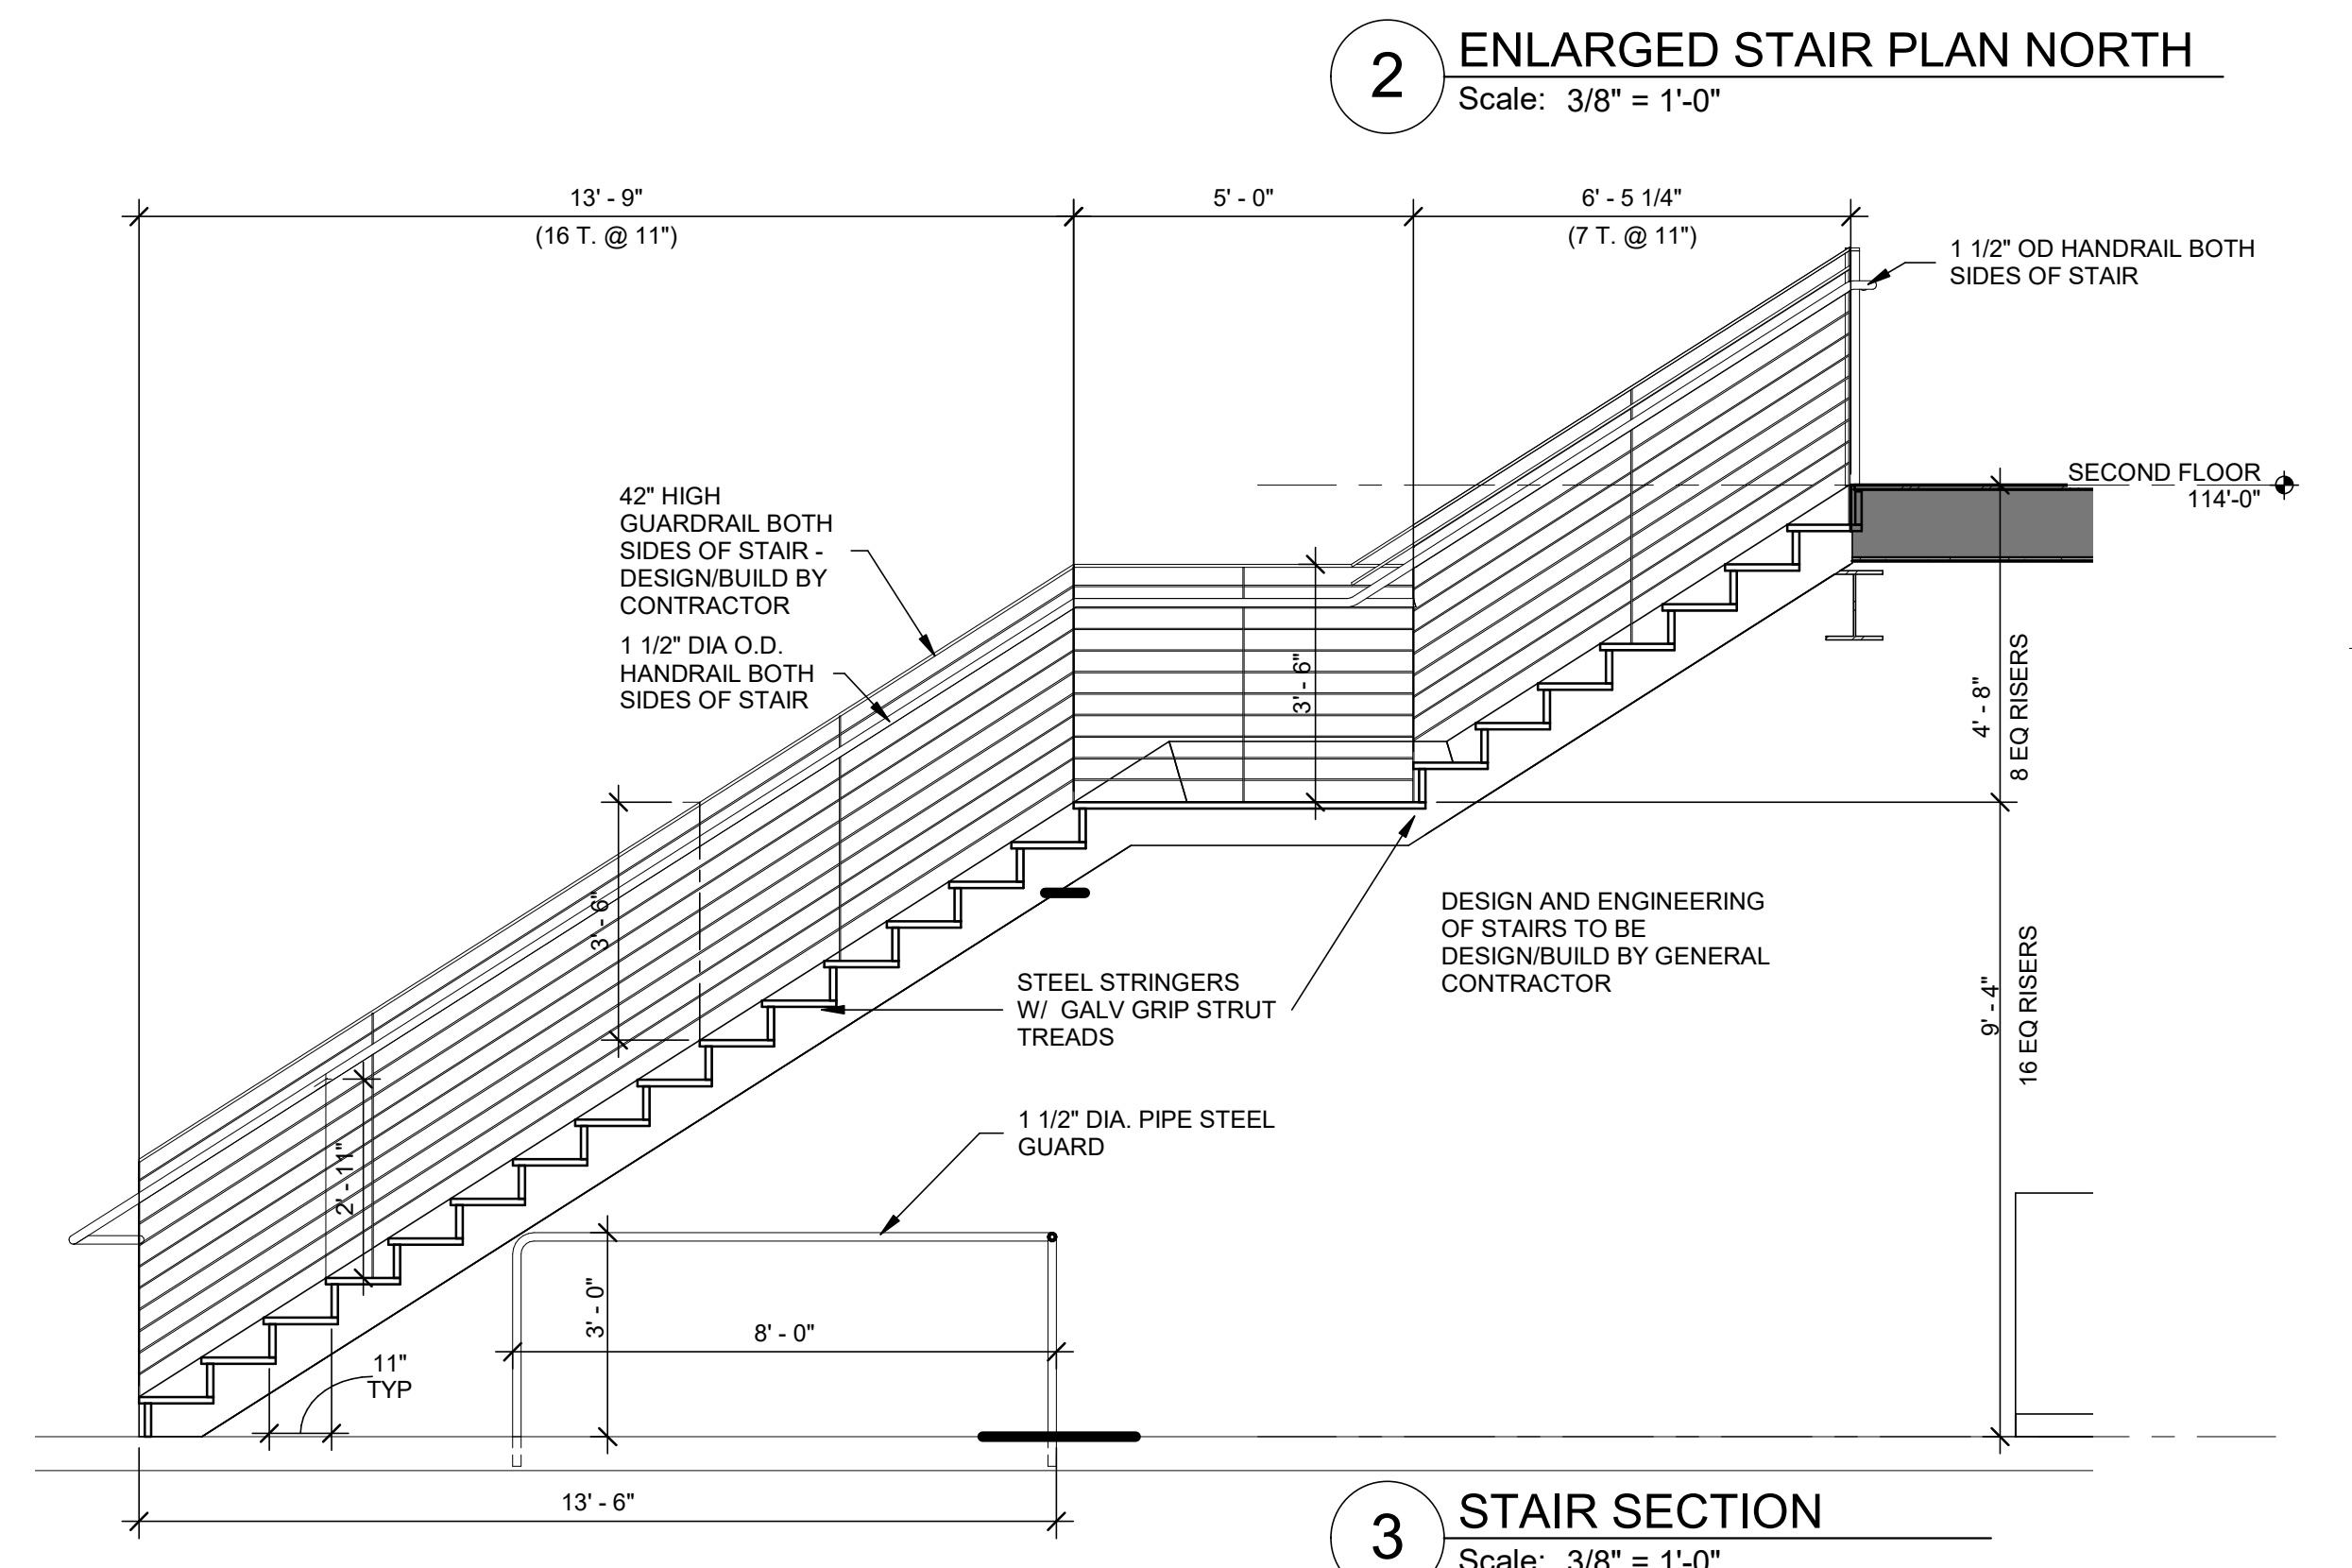 2
ENLARGED STAIR PLAN NORTH
Scale: 3/8" = 1'-0"
13' - 9"
(16 T. @ 11")
5' - 0"
6' - 5 1/4"
(7 T. @ 11")
1 1/2" OD HANDRAIL BOTH
SIDES OF STAIR
SECOND FLOOR
114'-0"
42" HIGH
GUARDRAIL BOTH
SIDES OF STAIR -
DESIGN/BUILD BY
CONTRACTOR
1 1/2" DIA O.D.
HANDRAIL BOTH
SIDES OF STAIR
3' - 6"
4' - 8"
8 EQ RISERS
3' - 6"
DESIGN AND ENGINEERING
OF STAIRS TO BE
DESIGN/BUILD BY GENERAL
CONTRACTOR
STEEL STRINGERS
W/ GALV GRIP STRUT
TREADS
9' - 4"
16 EQ RISERS
1 1/2" DIA. PIPE STEEL
GUARD
2' - 11"
3' - 0"
8' - 0"
11"
TYP
13' - 6"
3
STAIR SECTION
Scale: 3/8" = 1'-0"